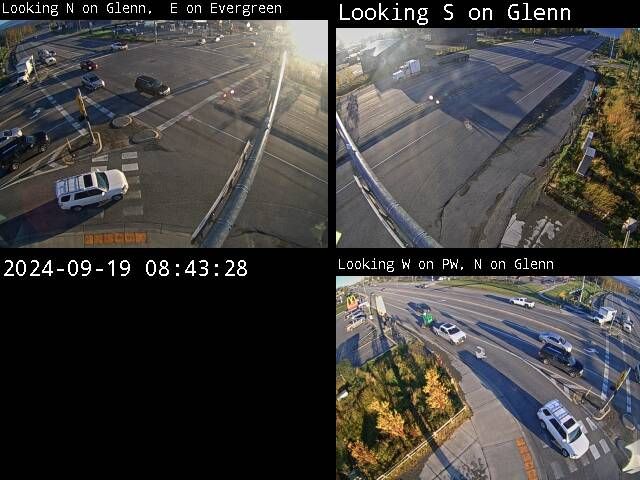 Looking N on Glenn, E on Evergreen
Looking S on Glenn
2024-09-19 08:43:28
Looking W on PW, N on Glenn